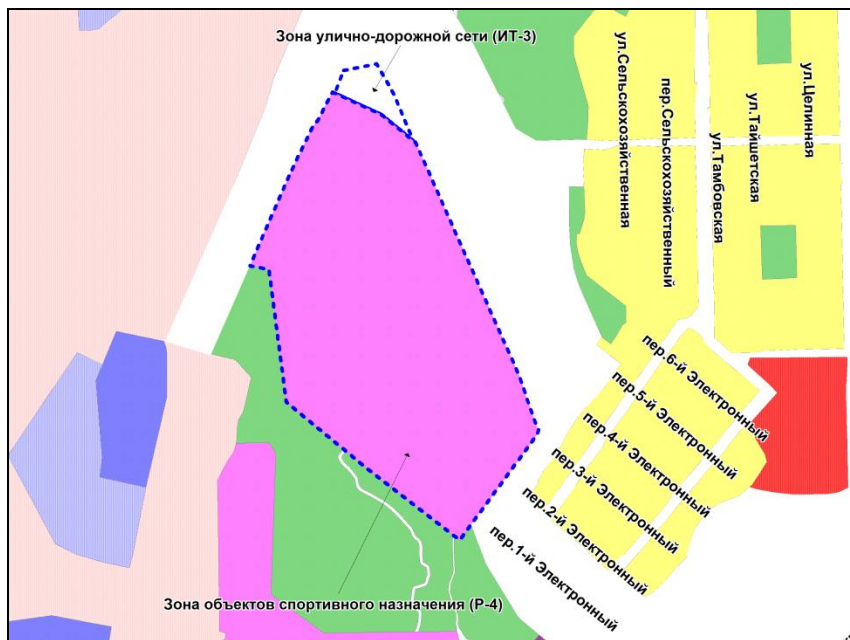 Зона улично-дорожной сети (ИТ-3)
ул.Сельскохозяйственная
пер.Сельскохозяйственный
ул.Тамбовская
ул.Тайшетская
ул.Целинная
пер.6-й Электронный
пер.5-й Электронный
пер.4-й Электронный
пер.3-й Электронный
пер.2-й Электронный
пер.1-й Электронный
Зона объектов спортивного назначения (Р-4)